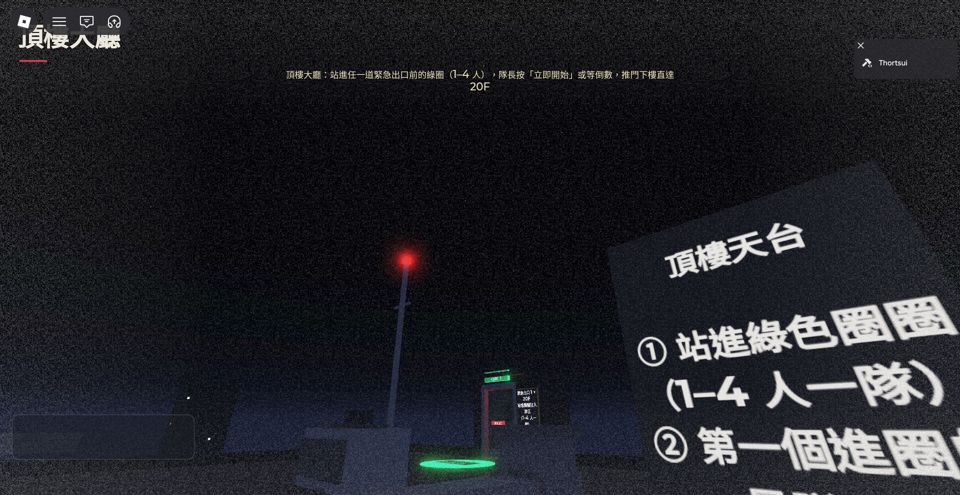 頂樓大廳
頂樓大廳：站進任一道緊急出口前的綠圈（1–4 人），隊長按「立即開始」或等倒數，推門下樓直達
20F
Thortsui
頂樓天台
① 站進綠色圈圈
（1–4 人一隊）
② 第一個進圈
20F